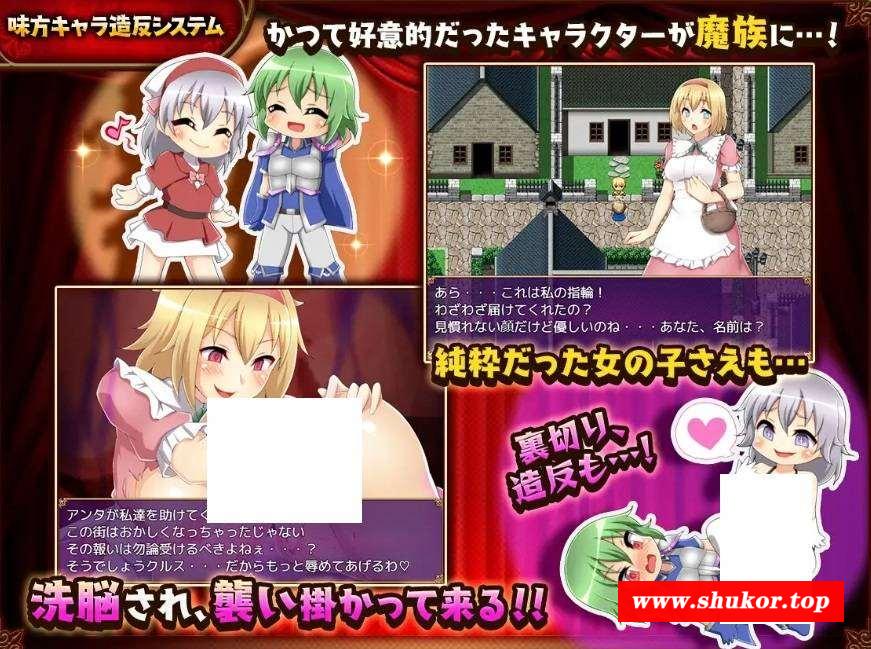 味方キャラ造反システム
かつて好意的だったキャラクターが魔族に…!
あら・・・これは私の指輪！
わざわざ届けてくれたの？
見慣れない顔だけど優しいのね・・・あなた、名前は？
純粋だった女の子さえも…
裏切り、
造反も…!
アンタが私達を助けてく
この街はおかしくなっちゃったじゃない
その報いは勿論受けるべきよねぇ・・・？
そうでしょうクルス・・・だからもっと辱めてあげるわ♡
洗脳され、襲い掛かって来る!!
www.shukor.top